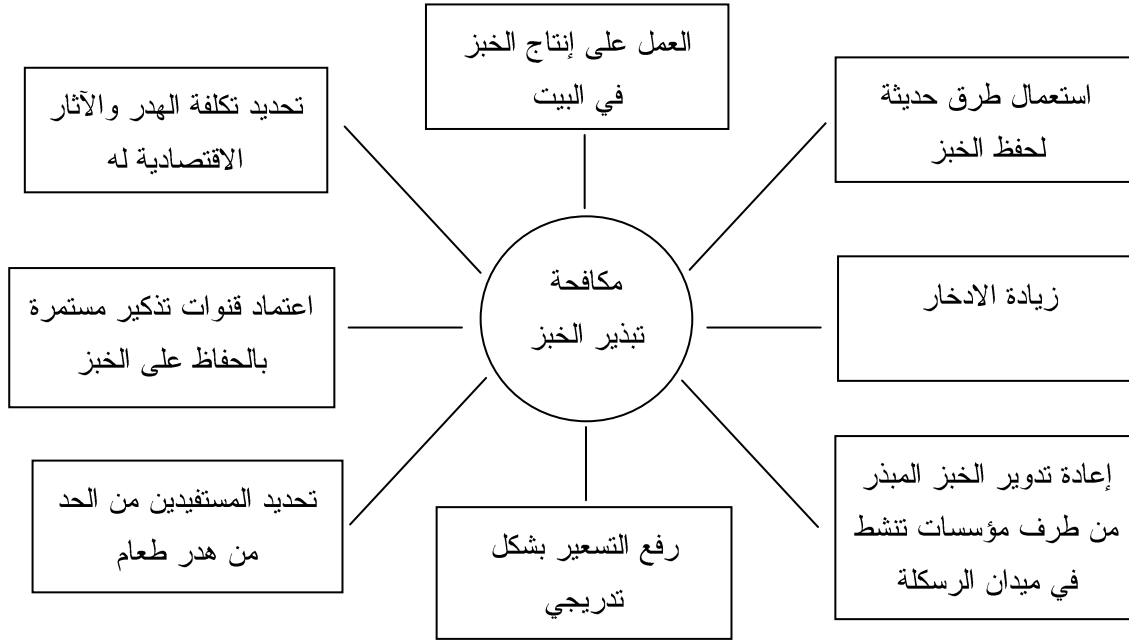 العمل على إنتاج الخبز
في البيت
استعمال طرق حديثة
لحفظ الخبز
تحديد تكلفة الهدر والآثار
الاقتصادية له
مكافحة
تبذير الخبز
زيادة الادخار
اعتماد قنوات تذكير مستمرة
بالحفاظ على الخبز
إعادة تدوير الخبز المبذر
من طرف مؤسسات تنشط
في ميدان الرسكلة
تحديد المستفيدين من الحد
من هدر طعام
رفع التسعير بشكل
تدريجي